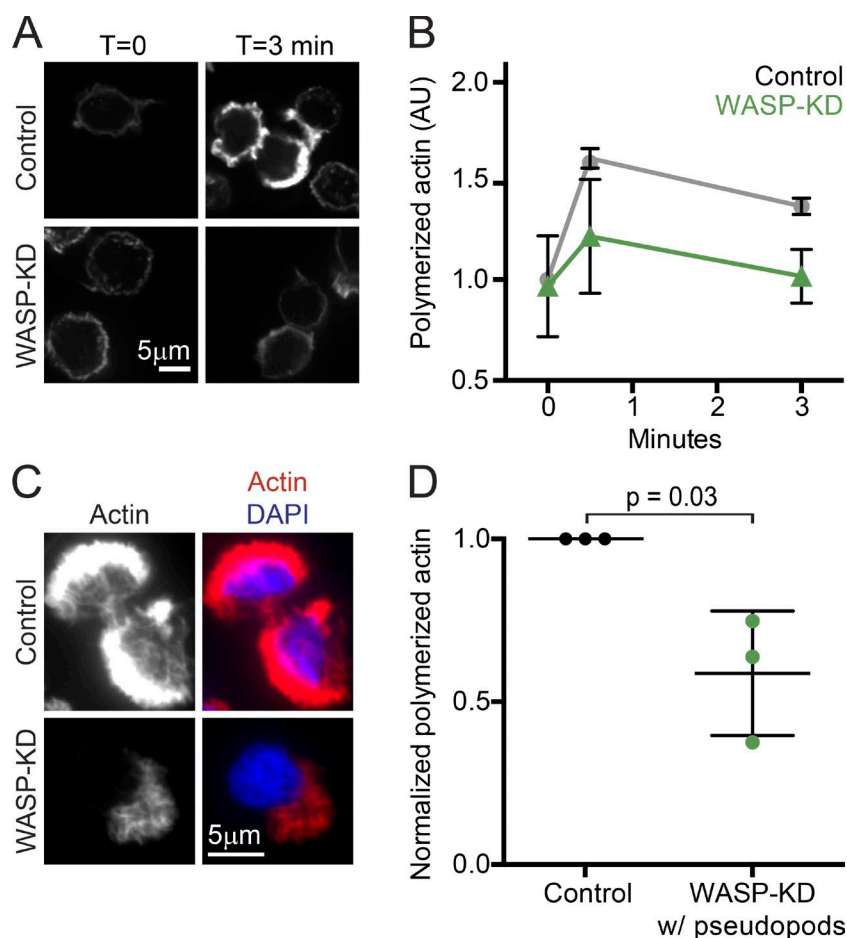 A
T=0
T=3 min
Control
WASP-KD
5μm
B
Control
WASP-KD
Polymerized actin (AU)
2.0
1.5
1.0
0.5
0
1
2
3
Minutes
C
Actin
Actin
DAPI
Control
WASP-KD
5μm
D
p = 0.03
Normalized polymerized actin
1.0
0.5
0.0
Control
WASP-KD
w/ pseudopods